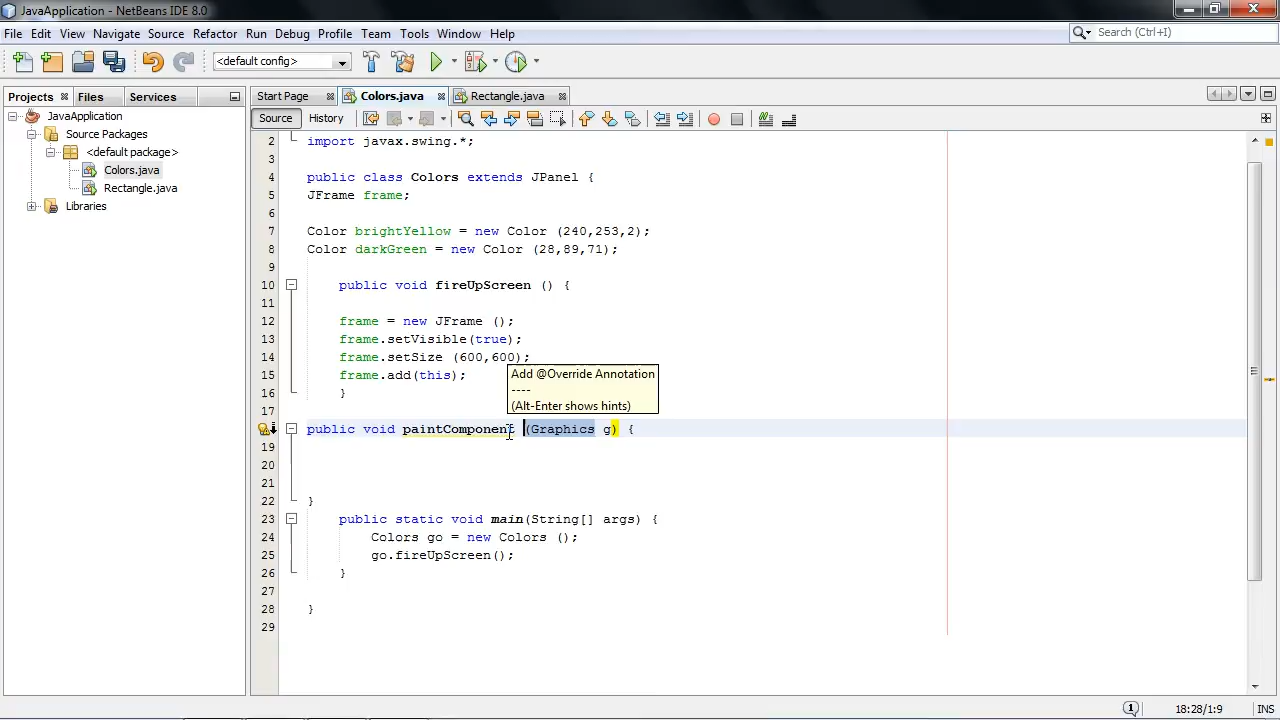 JavaApplication - NetBeans IDE 8.0
File Edit View Navigate Source Refactor Run Debug Profile Team Tools Window Help
Search (Ctrl+I)
<default config>
Projects Files Services
Start Page Colors.java Rectangle.java
JavaApplication
Source Packages
<default package>
Colors.java
Rectangle.java
Libraries
Source History
2 import javax.swing.*;
3
4 public class Colors extends JPanel {
5 JFrame frame;
6
7 Color brightYellow = new Color (240,253,2);
8 Color darkGreen = new Color (28,89,71);
9
10 public void fireUpScreen () {
11
12 frame = new JFrame ();
13 frame.setVisible(true);
14 frame.setSize (600,600);
15 frame.add(this);
16 }
17
Add @Override Annotation
----
(Alt-Enter shows hints)
public void paintComponent (Graphics g) {
19
20
21
22 }
23 public static void main(String[] args) {
24 Colors go = new Colors ();
25 go.fireUpScreen();
26 }
27
28 }
29
1
18:28/1:9
INS